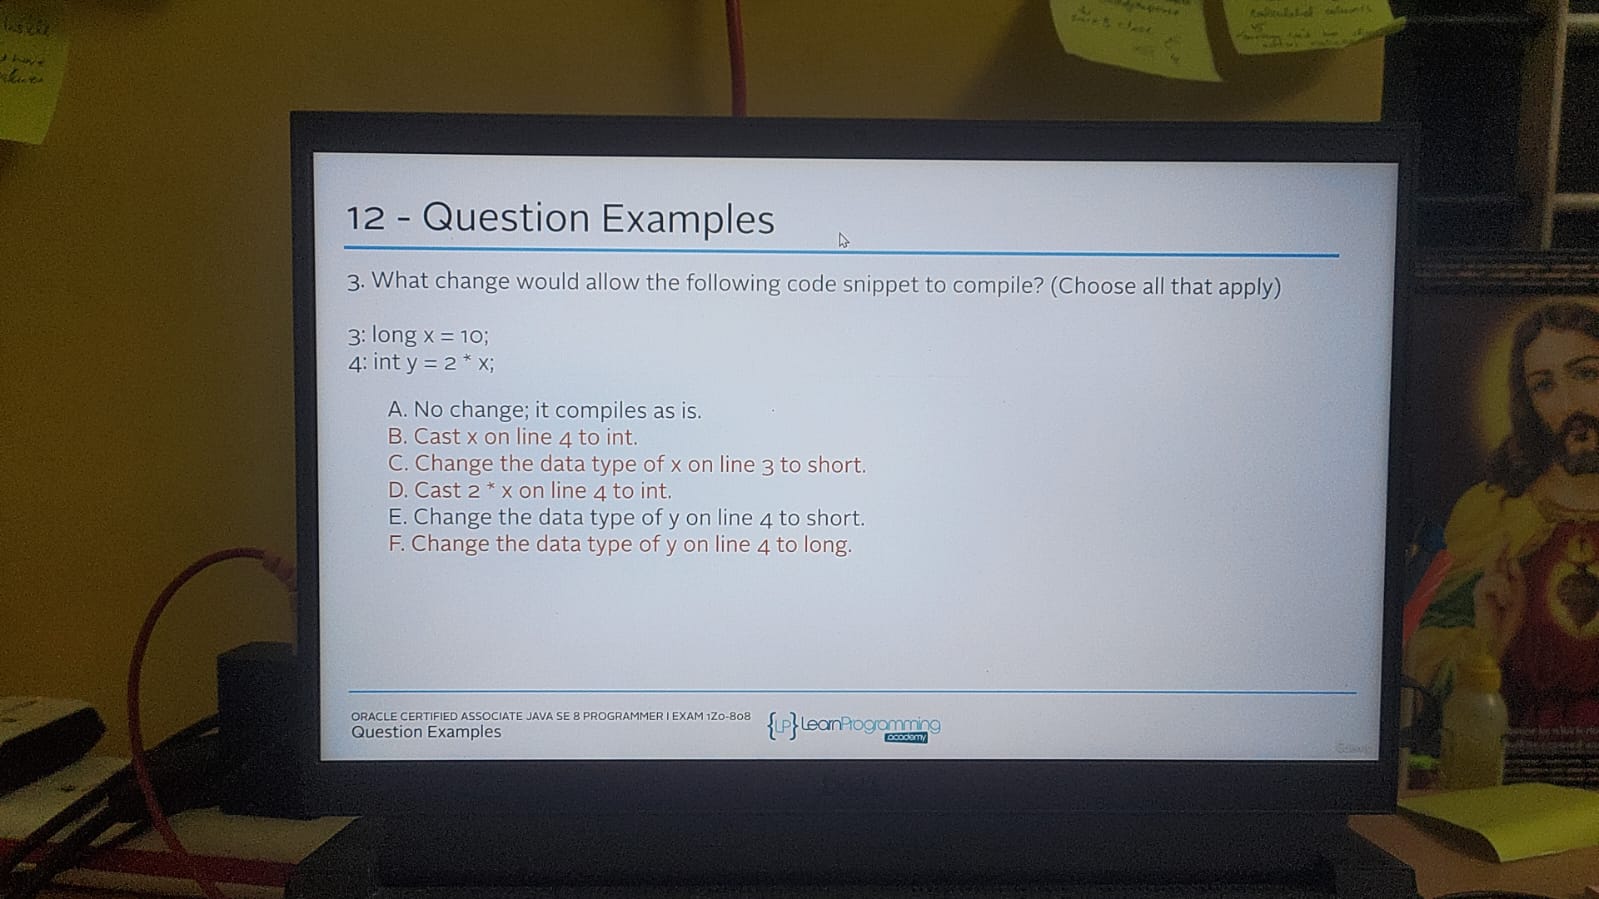 12 - Question Examples
3. What change would allow the following code snippet to compile? (Choose all that apply)
3: long x = 10;
4: int y = 2 * x;
A. No change; it compiles as is.
B. Cast x on line 4 to int.
C. Change the data type of x on line 3 to short.
D. Cast 2 * x on line 4 to int.
E. Change the data type of y on line 4 to short.
F. Change the data type of y on line 4 to long.
ORACLE CERTIFIED ASSOCIATE JAVA SE 8 PROGRAMMER I EXAM 1Z0-808
Question Examples
{LP} LearnProgramming
academy